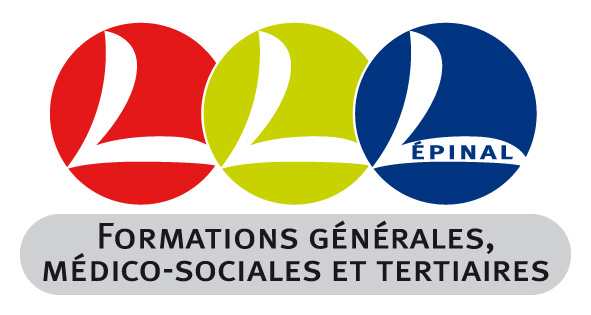 L L L
ÉPINAL
FORMATIONS GÉNÉRALES,
MÉDICO-SOCIALES ET TERTIAIRES